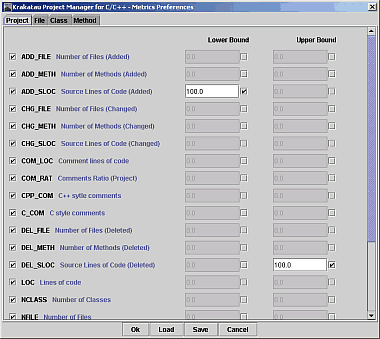 Krakatau Project Manager for C/C++ - Metrics Preferences
Project File Class Method
Lower Bound Upper Bound
ADD_FILE Number of Files (Added) 0.0 0.0
ADD_METH Number of Methods (Added) 0.0 0.0
ADD_SLOC Source Lines of Code (Added) 100.0 0.0
CHG_FILE Number of Files (Changed) 0.0 0.0
CHG_METH Number of Methods (Changed) 0.0 0.0
CHG_SLOC Source Lines of Code (Changed) 0.0 0.0
COM_LOC Comment lines of code 0.0 0.0
COM_RAT Comments Ratio (Project) 0.0 0.0
CPP_COM C++ sytle comments 0.0 0.0
C_COM C style comments 0.0 0.0
DEL_FILE Number of Files (Deleted) 0.0 0.0
DEL_METH Number of Methods (Deleted) 0.0 0.0
DEL_SLOC Source Lines of Code (Deleted) 0.0 100.0
LOC Lines of code 0.0 0.0
NCLASS Number of Classes 0.0 0.0
NFILE Number of Files 0.0 0.0
Ok Load Save Cancel